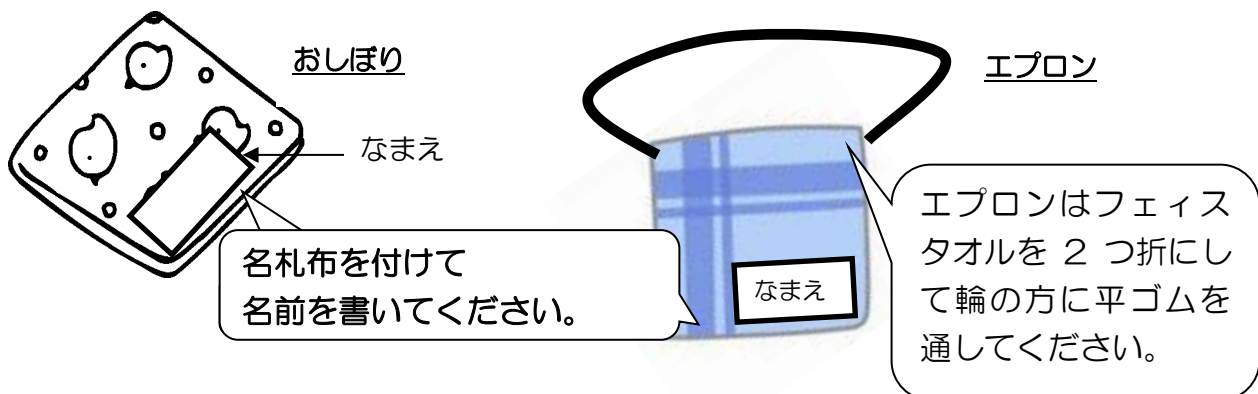 おしぼり
なまえ
名札布を付けて
名前を書いてください。
エプロン
なまえ
エプロンはフェィス
タオルを 2 つ折にし
て輪の方に平ゴムを
通してください。